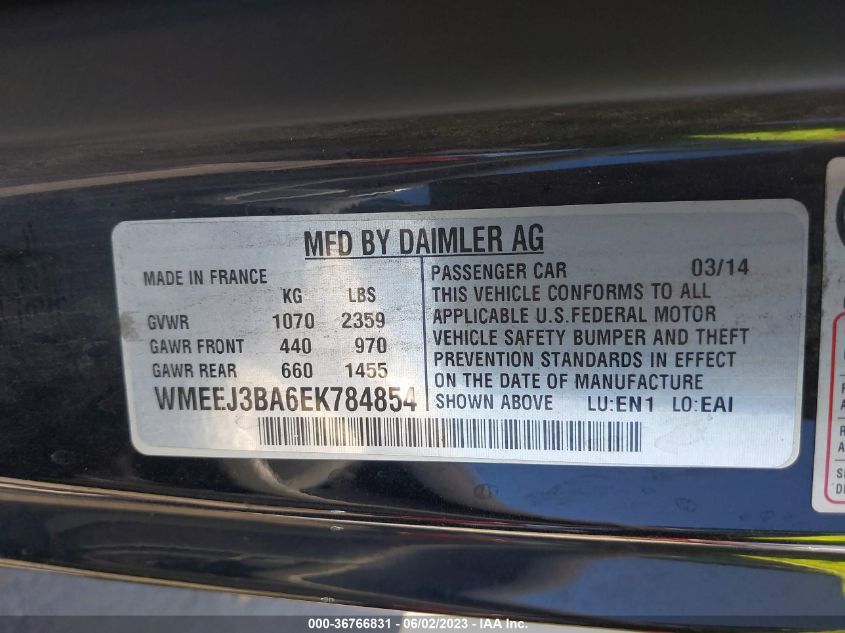 MFD BY DAIMLER AG
MADE IN FRANCE
KG LBS
GVWR 1070 2359
GAWR FRONT 440 970
GAWR REAR 660 1455
WMEEJ3BA6EK784854
PASSENGER CAR 03/14
THIS VEHICLE CONFORMS TO ALL
APPLICABLE U.S.FEDERAL MOTOR
VEHICLE SAFETY BUMPER AND THEFT
PREVENTION STANDARDS IN EFFECT
ON THE DATE OF MANUFACTURE
SHOWN ABOVE LU:EN1 LO:EAI
000-36766831 - 06/02/2023 - IAA Inc.